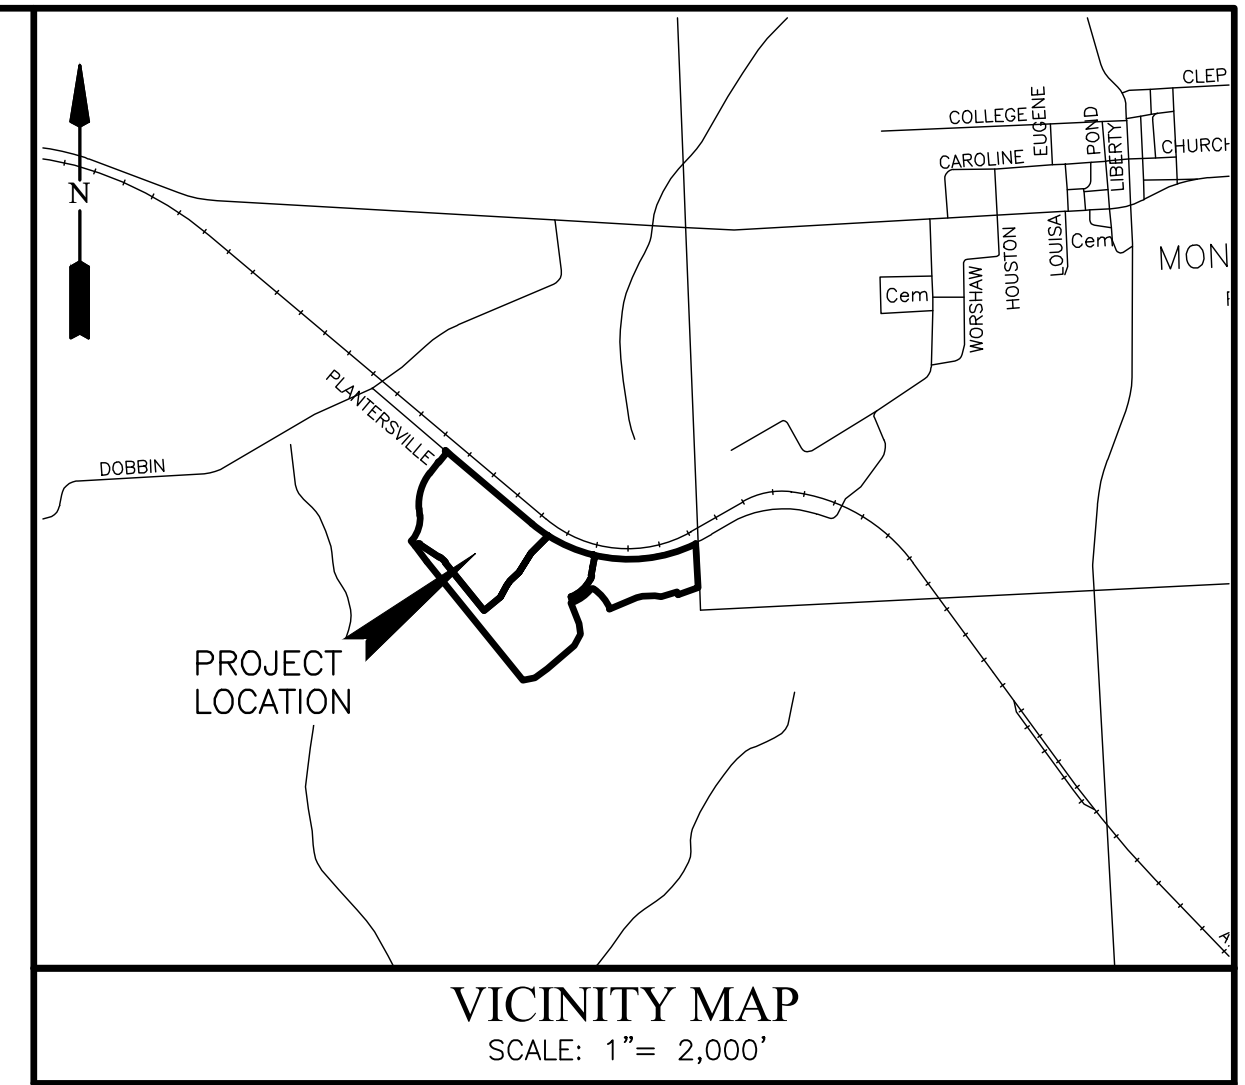 CLEP
COLLEGE
EUGENE
POND
LIBERTY
CHURCH
CAROLINE
N
LOUISA
Cem
HOUSTON
MON
WORSHAW
Cem
PLANTERSVILLE
DOBBIN
PROJECT
LOCATION
VICINITY MAP
SCALE: 1"= 2,000'